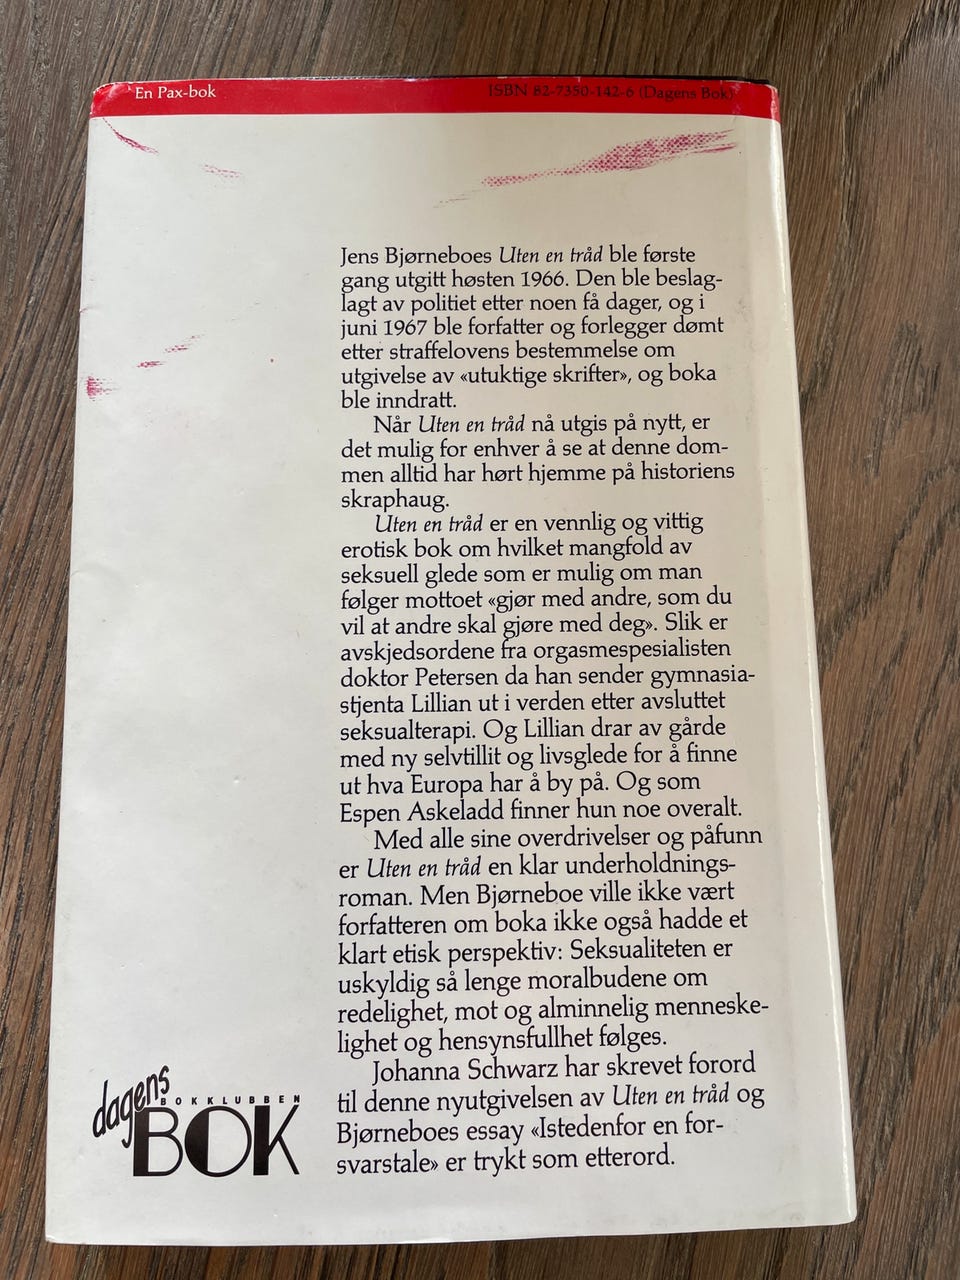 En Pax-bok
ISBN 82-7350-142-6 (Dagens Bok)
Jens Bjørneboes Uten en tråd ble første
gang utgitt høsten 1966. Den ble beslag-
lagt av politiet etter noen få dager, og i
juni 1967 ble forfatter og forlegger dømt
etter straffelovens bestemmelse om
utgivelse av «utuktige skrifter», og boka
ble inndratt.
Når Uten en tråd nå utgis på nytt, er
det mulig for enhver å se at denne dom-
men alltid har hørt hjemme på historiens
skraphaug.
Uten en tråd er en vennlig og vittig
erotisk bok om hvilket mangfold av
seksuell glede som er mulig om man
følger mottoet «gjør med andre, som du
vil at andre skal gjøre med deg». Slik er
avskjedsordene fra orgasmespesialisten
doktor Petersen da han sender gymnasia-
stjenta Lillian ut i verden etter avsluttet
seksualterapi. Og Lillian drar av gårde
med ny selvtillit og livsglede for å finne
ut hva Europa har å by på. Og som
Espen Askeladd finner hun noe overalt.
Med alle sine overdrivelser og påfunn
er Uten en tråd en klar underholdnings-
roman. Men Bjørneboe ville ikke vært
forfatteren om boka ikke også hadde et
klart etisk perspektiv: Seksualiteten er
uskyldig så lenge moralbudene om
redelighet, mot og alminnelig menneske-
lighet og hensynsfullhet følges.
Johanna Schwarz har skrevet forord
til denne nyutgivelsen av Uten en tråd og
Bjørneboes essay «Istedenfor en for-
svarstale» er trykt som etterord.
dagens
BOKKLUBBEN
BOK